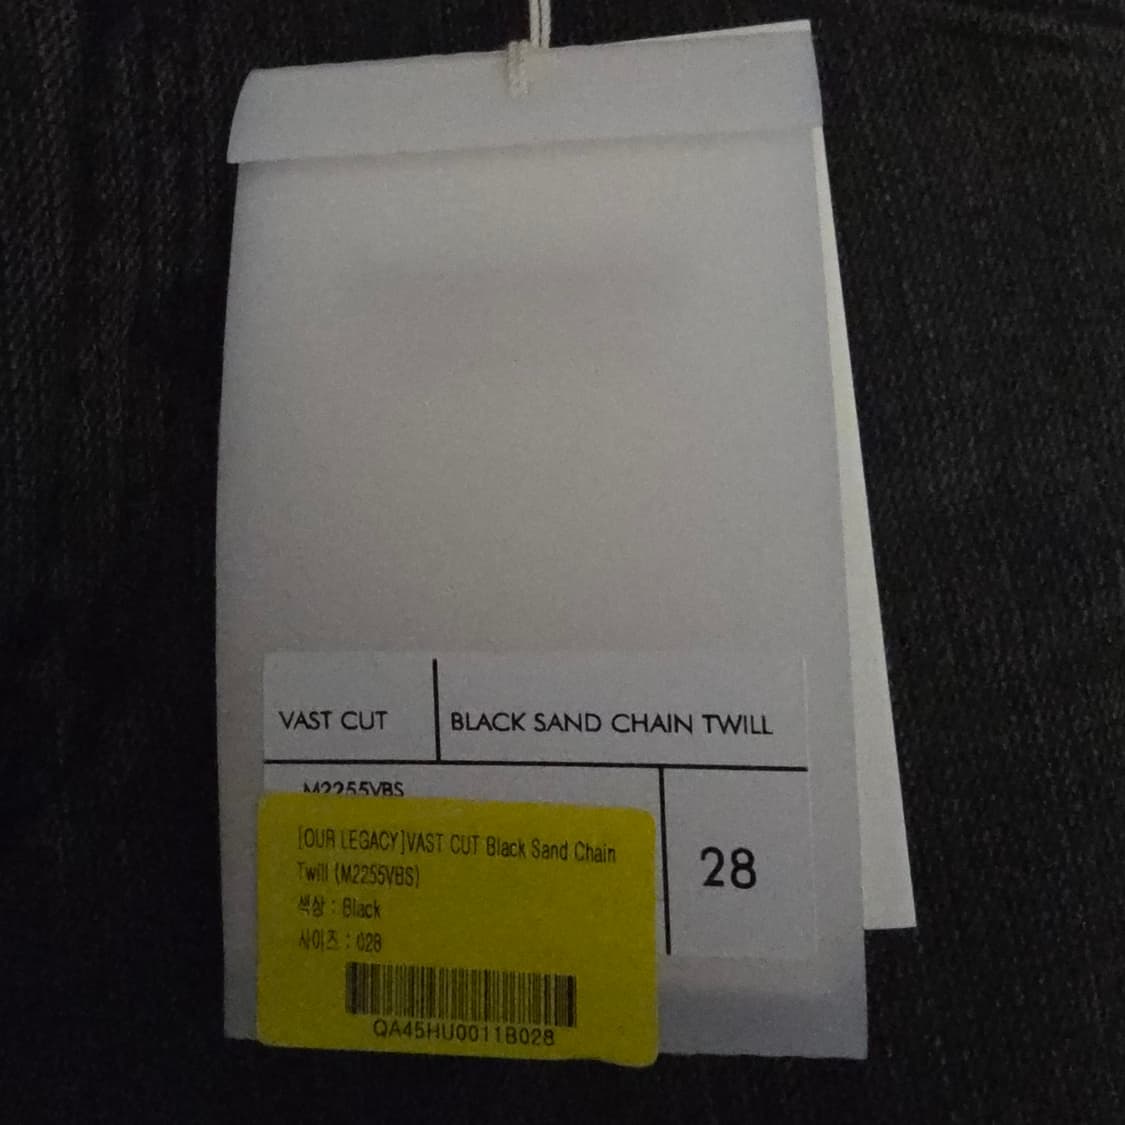 VAST CUT
BLACK SAND CHAIN TWILL
M2255VBS
28
[OUR LEGACY]VAST CUT Black Sand Chain
Twill (M2255VBS)
색상 : Black
사이즈 : 028
QA45HU0011B028